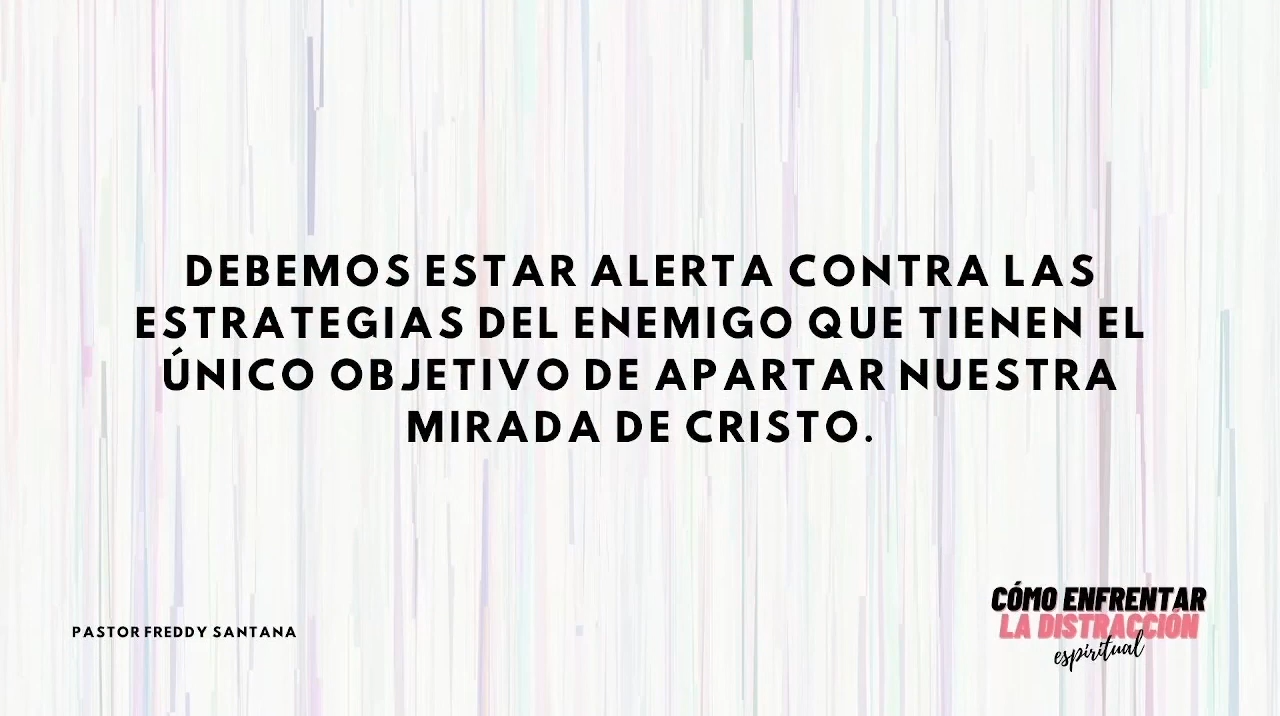 DEBEMOS ESTAR ALERTA CONTRA LAS
ESTRATEGIAS DEL ENEMIGO QUE TIENEN EL
ÚNICO OBJETIVO DE APARTAR NUESTRA
MIRADA DE CRISTO.
PASTOR FREDDY SANTANA
CÓMO ENFRENTAR
LA DISTRACCIÓN
espiritual